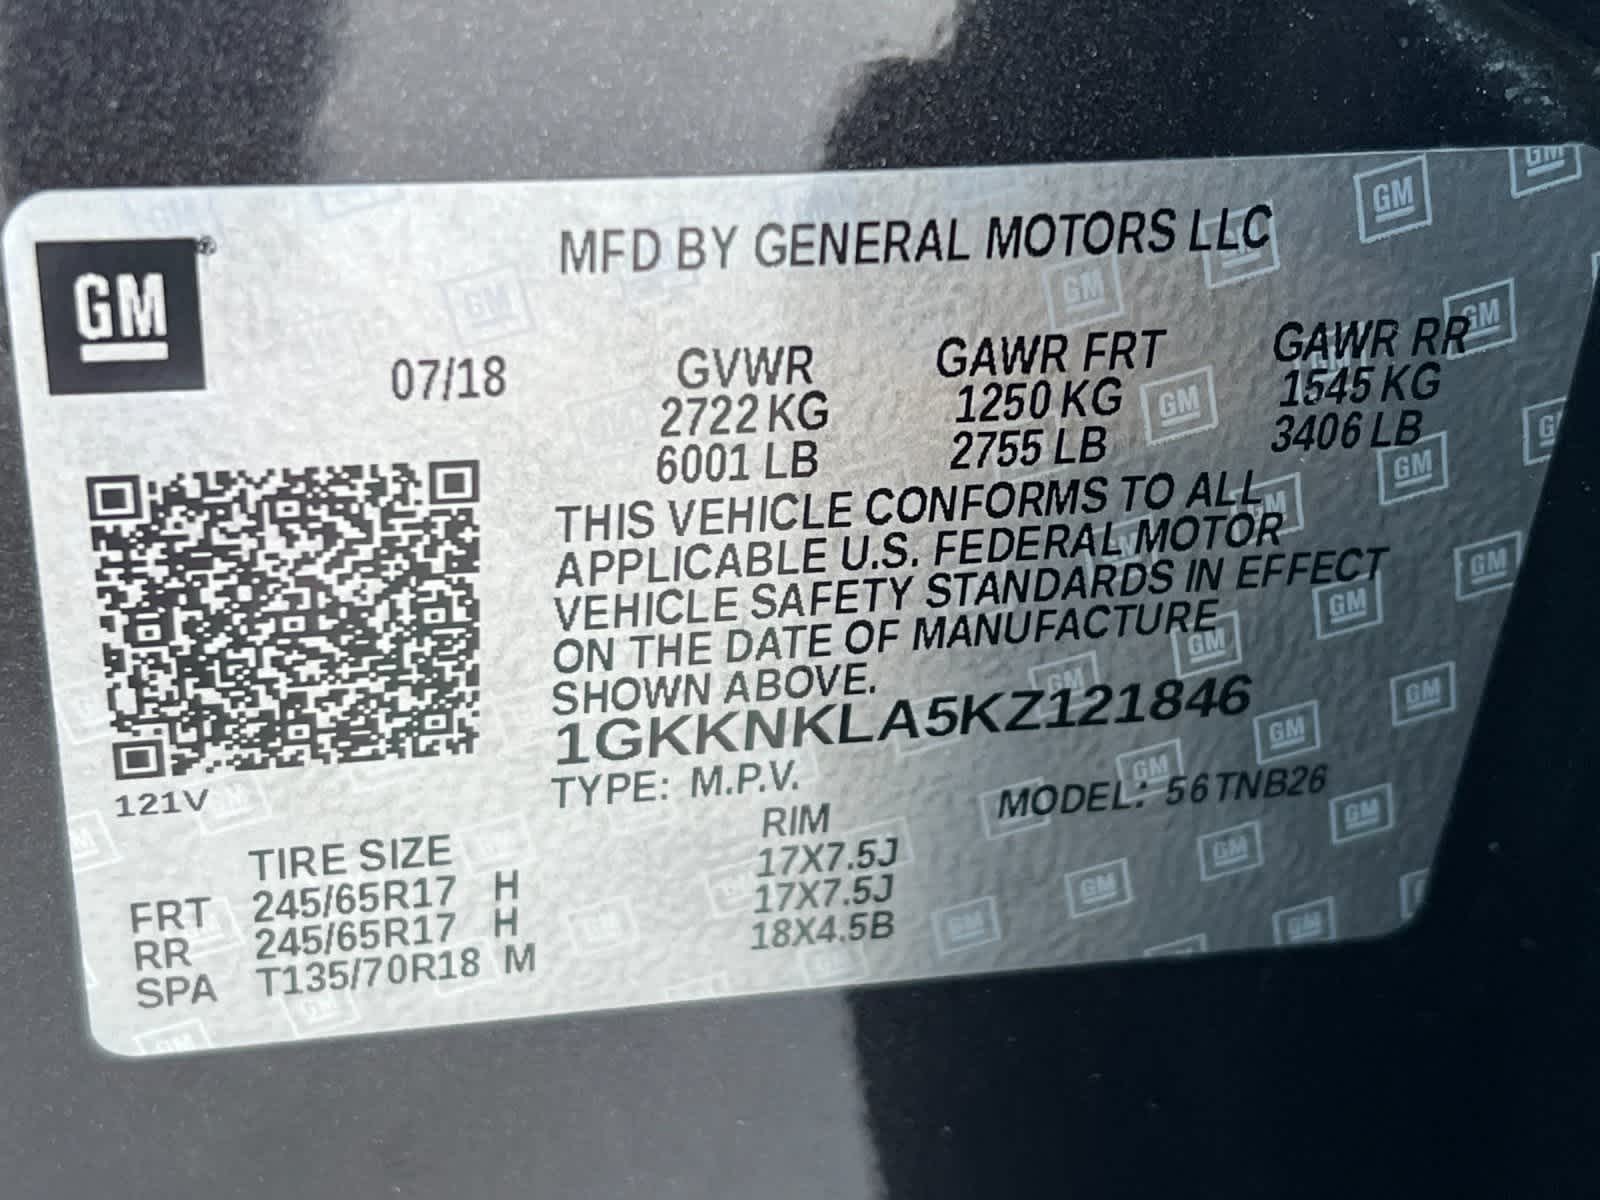 GM
MFD BY GENERAL MOTORS LLC
07/18
GVWR GAWR FRT GAWR RR
2722 KG 1250 KG 1545 KG
6001 LB 2755 LB 3406 LB
THIS VEHICLE CONFORMS TO ALL
APPLICABLE U.S. FEDERAL MOTOR
VEHICLE SAFETY STANDARDS IN EFFECT
ON THE DATE OF MANUFACTURE
SHOWN ABOVE.
1GKKNKLA5KZ121846
TYPE: M.P.V. MODEL: 56TNB26
121V
TIRE SIZE RIM
FRT 245/65R17 H 17X7.5J
RR 245/65R17 H 17X7.5J
SPA T135/70R18 M 18X4.5B